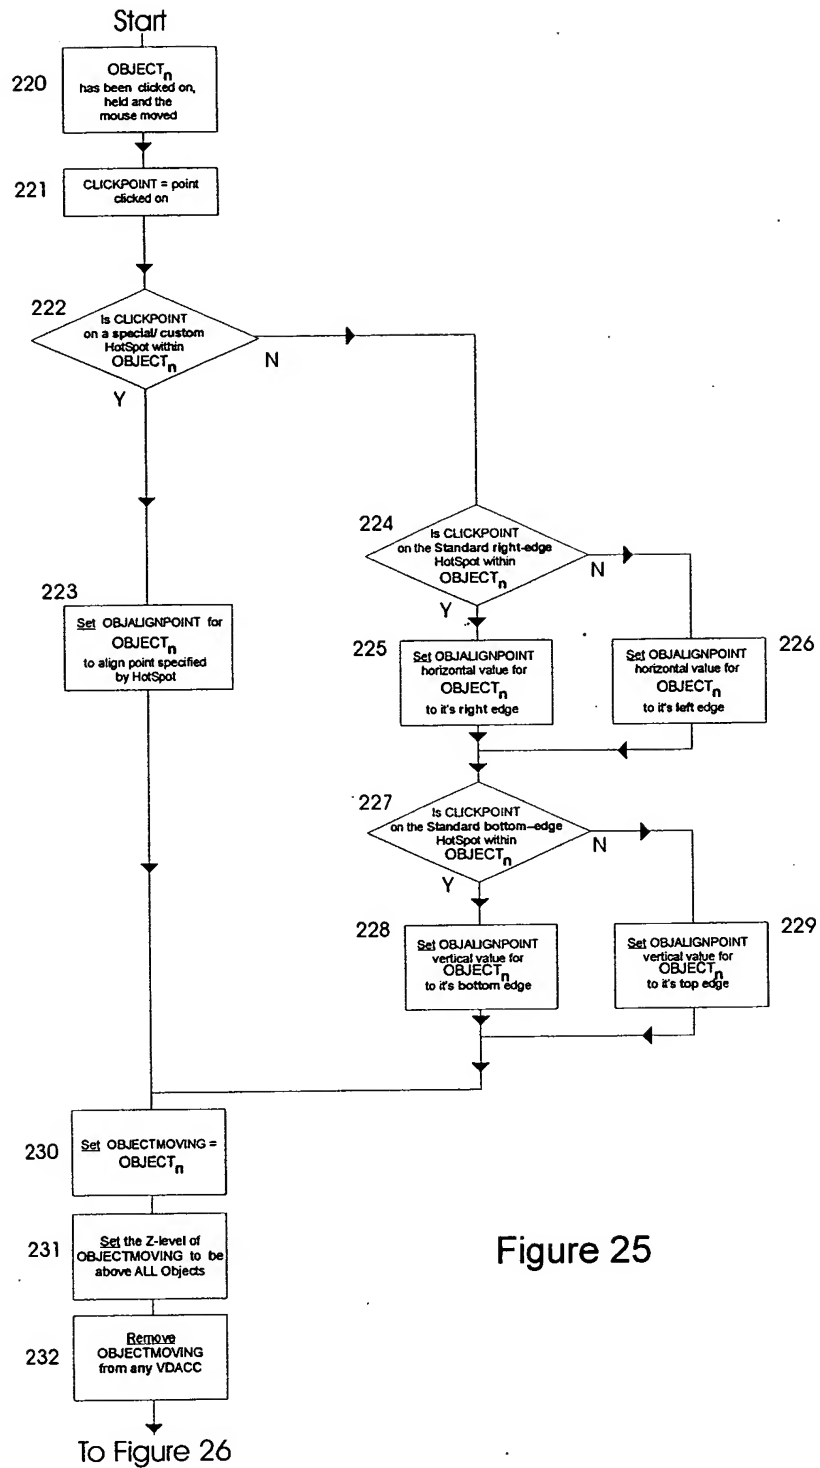 Start
220
OBJECTn
has been clicked on,
held and the
mouse moved
221
CLICKPOINT = point
clicked on
222
Is CLICKPOINT
on a special/ custom
HotSpot within
OBJECTn
N
Y
224
Is CLICKPOINT
on the Standard right-edge
HotSpot within
OBJECTn
N
Y
223
Set OBJALIGNPOINT for
OBJECTn
to align point specified
by HotSpot
225
Set OBJALIGNPOINT
horizontal value for
OBJECTn
to it's right edge
226
Set OBJALIGNPOINT
horizontal value for
OBJECTn
to it's left edge
227
Is CLICKPOINT
on the Standard bottom-edge
HotSpot within
OBJECTn
N
Y
228
Set OBJALIGNPOINT
vertical value for
OBJECTn
to it's bottom edge
229
Set OBJALIGNPOINT
vertical value for
OBJECTn
to it's top edge
230
Set OBJECTMOVING =
OBJECTn
231
Set the Z-level of
OBJECTMOVING to be
above ALL Objects
Figure 25
232
Remove
OBJECTMOVING
from any VDACC
To Figure 26